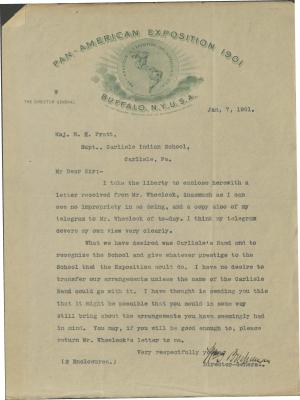 PAN-AMERICAN EXPOSITION 1901
BUFFALO, N.Y. U.S.A.
THE DIRECTOR GENERAL
Jan. 7, 1901.
Maj. R. H. Pratt,
Supt., Carlisle Indian School,
Carlisle, Pa.
My Dear Sir:-
I take the liberty to enclose herewith a
letter received from Mr. Wheelock, inasmuch as I can
see no impropriety in so doing, and a copy also of my
telegram to Mr. Wheelock of to-day. I think my telegram
covers my own view very clearly.
What we have desired was Carlisle's Band and to
recognize the School and give whatever prestige to the
School that the Exposition would do. I have no desire to
transfer our arrangements unless the name of the Carlisle
Band could go with it. I have thought in sending you this
that it might be possible that you could in some way
still bring about the arrangements you have seemingly had
in mind. You may, if you will be good enough to, please
return Mr. Wheelock's letter to me.
Very respectfully yours,
(2 Enclosures.)
Director-General.